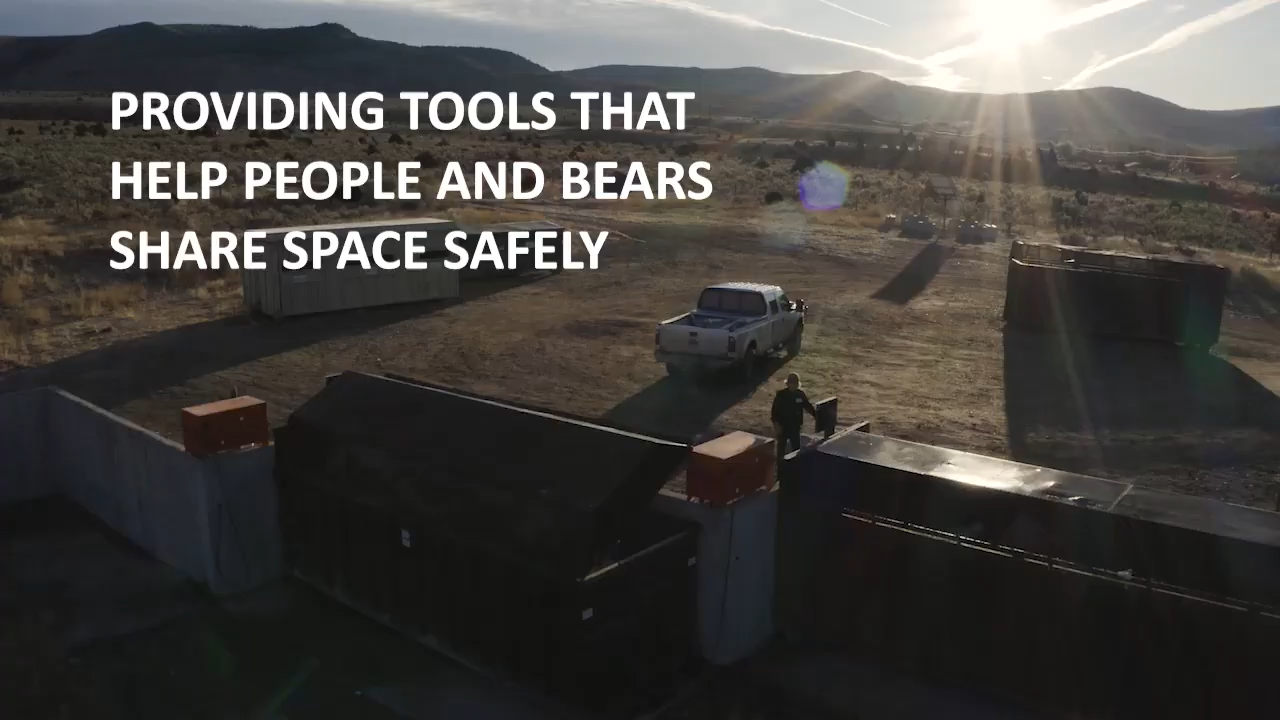 PROVIDING TOOLS THAT
HELP PEOPLE AND BEARS
SHARE SPACE SAFELY